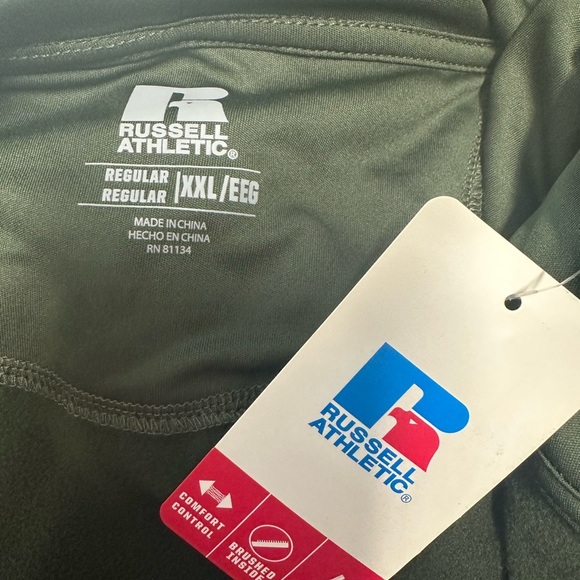 RUSSELL
ATHLETIC®
REGULAR
REGULAR
XXL/EEG
MADE IN CHINA
HECHO EN CHINA
RN 81134
RUSSELL
ATHLETIC®
COMFORT
CONTROL
BRUSHED
INSIDE